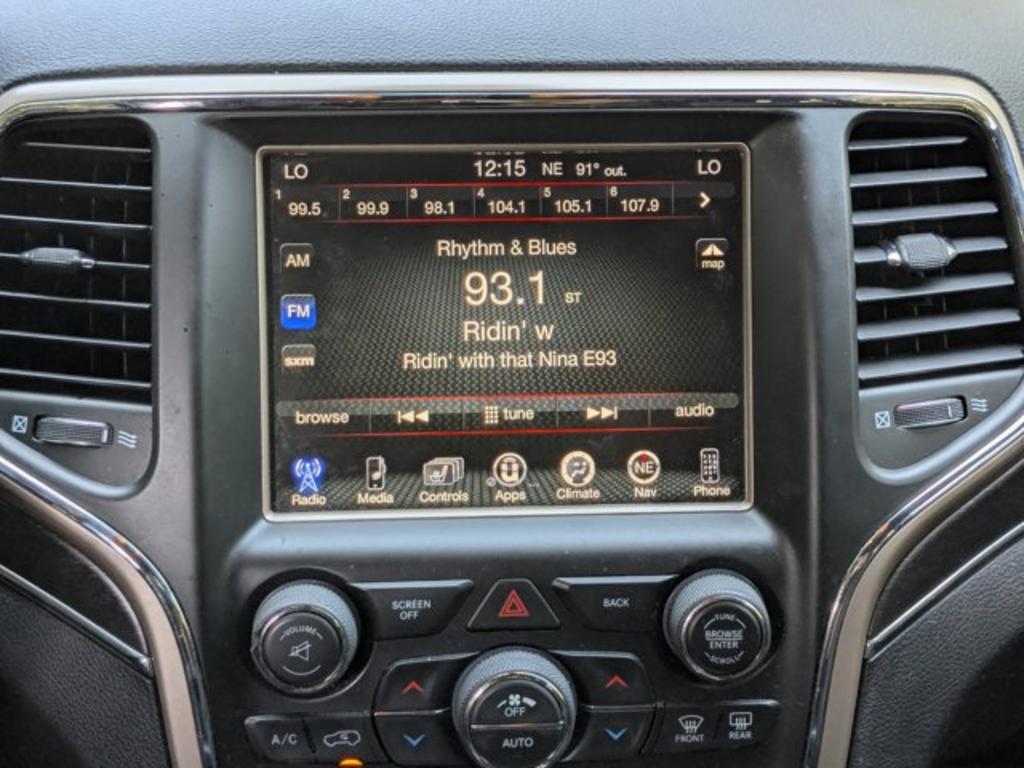 LO 12:15 NE 91° out. LO
1 99.5 2 99.9 3 98.1 4 104.1 5 105.1 6 107.9
AM
Rhythm & Blues
map
93.1 ST
FM
Ridin' w
sxm
Ridin' with that Nina E93
browse tune audio
NE
Radio Media Controls Apps Climate Nav Phone
SCREEN
OFF
BACK
VOLUME
TUNE
BROWSE
ENTER
SCROLL
OFF
AUTO
A/C
FRONT
REAR